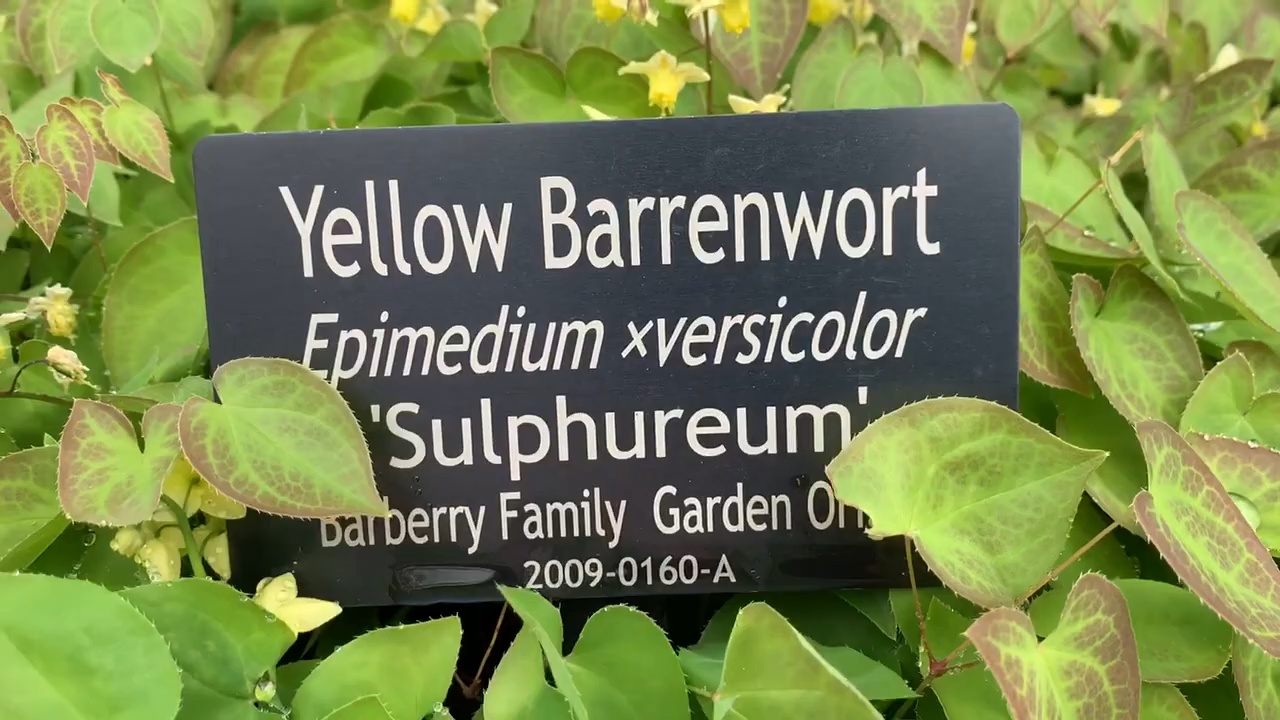 Yellow Barrenwort
Epimedium ×versicolor
'Sulphureum'
Barberry Family Garden
2009-0160-A